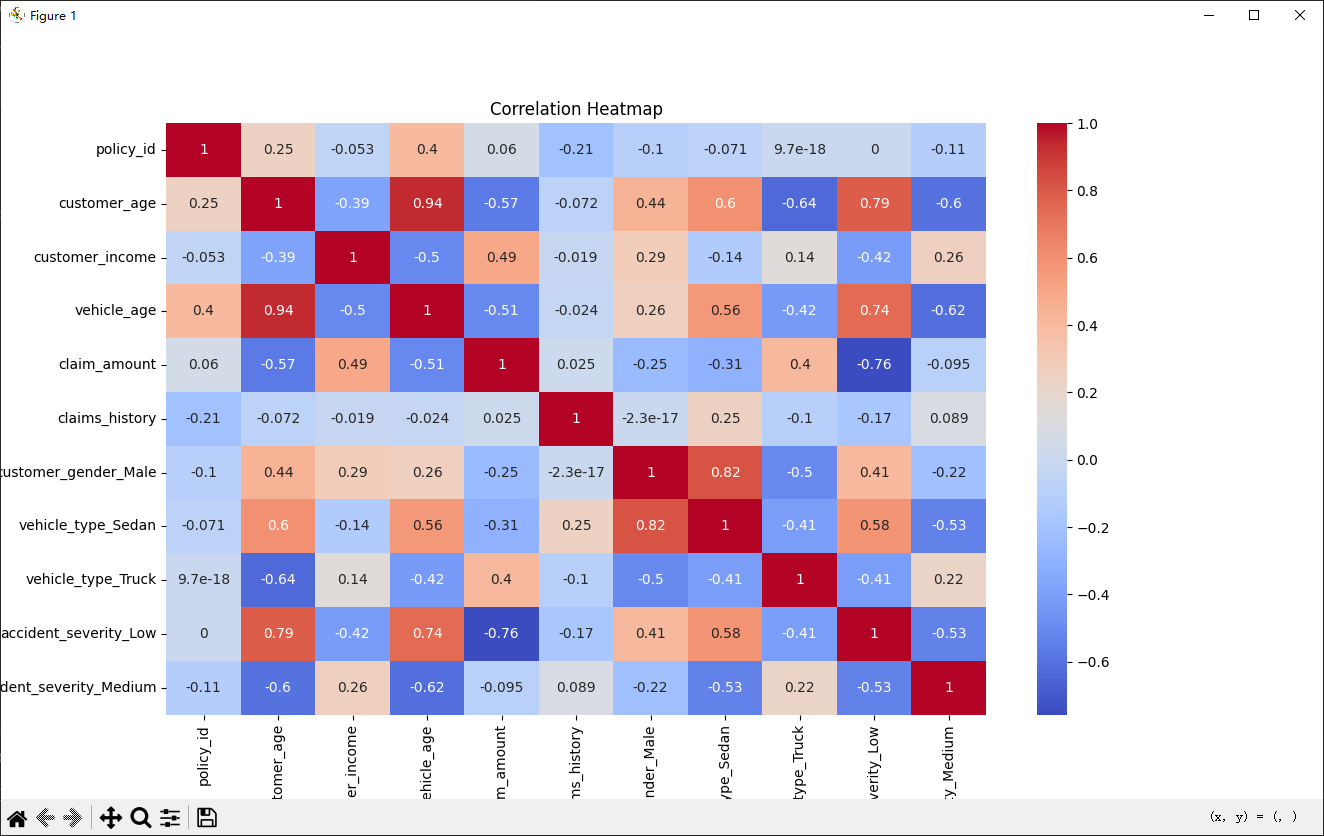 Figure 1
Correlation Heatmap
policy_id 1 0.25 -0.053 0.4 0.06 -0.21 -0.1 -0.071 9.7e-18 0 -0.11
customer_age 0.25 1 -0.39 0.94 -0.57 -0.072 0.44 0.6 -0.64 0.79 -0.6
customer_income -0.053 -0.39 1 -0.5 0.49 -0.019 0.29 -0.14 0.14 -0.42 0.26
vehicle_age 0.4 0.94 -0.5 1 -0.51 -0.024 0.26 0.56 -0.42 0.74 -0.62
claim_amount 0.06 -0.57 0.49 -0.51 1 0.025 -0.25 -0.31 0.4 -0.76 -0.095
claims_history -0.21 -0.072 -0.019 -0.024 0.025 1 -2.3e-17 0.25 -0.1 -0.17 0.089
ustomer_gender_Male -0.1 0.44 0.29 0.26 -0.25 -2.3e-17 1 0.82 -0.5 0.41 -0.22
vehicle_type_Sedan -0.071 0.6 -0.14 0.56 -0.31 0.25 0.82 1 -0.41 0.58 -0.53
vehicle_type_Truck 9.7e-18 -0.64 0.14 -0.42 0.4 -0.1 -0.5 -0.41 1 -0.41 0.22
accident_severity_Low 0 0.79 -0.42 0.74 -0.76 -0.17 0.41 0.58 -0.41 1 -0.53
dent_severity_Medium -0.11 -0.6 0.26 -0.62 -0.095 0.089 -0.22 -0.53 0.22 -0.53 1
policy_id
tomer_age
er_income
ehicle_age
m_amount
ms_history
nder_Male
ype_Sedan
type_Truck
verity_Low
ty_Medium
1.0
0.8
0.6
0.4
0.2
0.0
−0.2
−0.4
−0.6
(x, y) = (, )